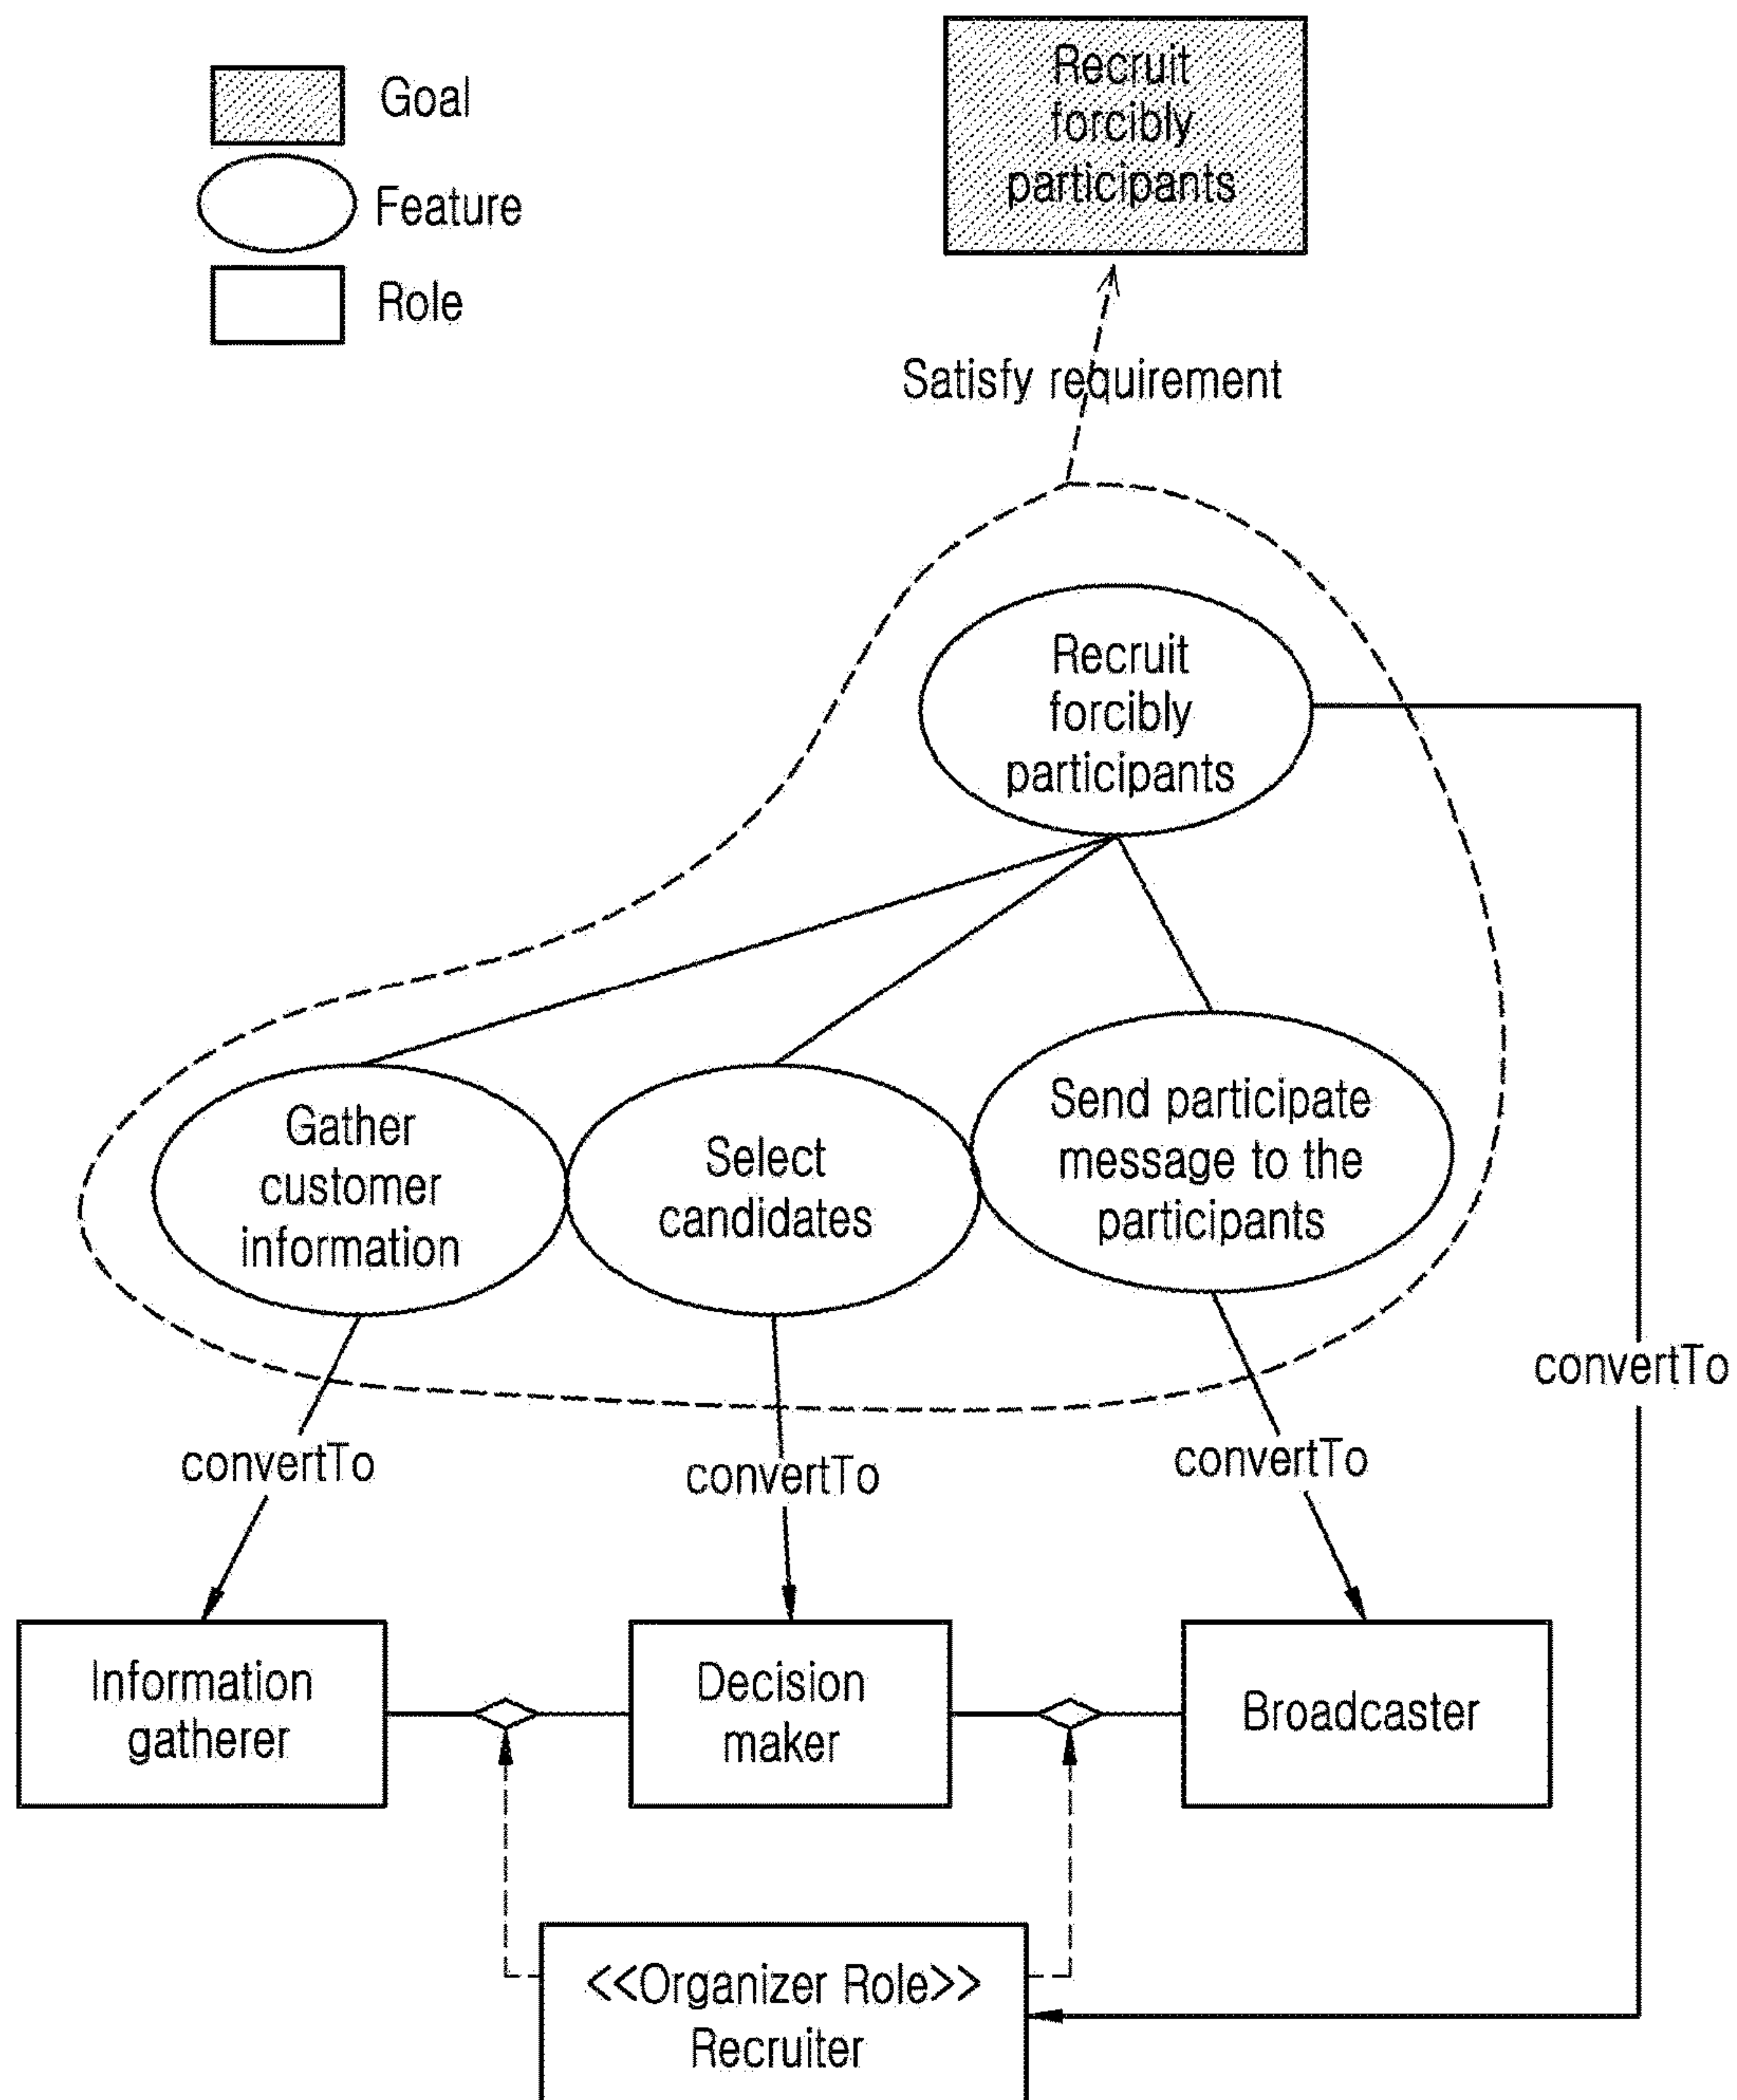 Goal
Feature
Role
Recruit
forcibly
participants
Satisfy requirement
Recruit
forcibly
participants
Gather
customer
information
Select
candidates
Send participate
message to the
participants
convertTo
convertTo
convertTo
convertTo
Information
gatherer
Decision
maker
Broadcaster
<<Organizer Role>>
Recruiter